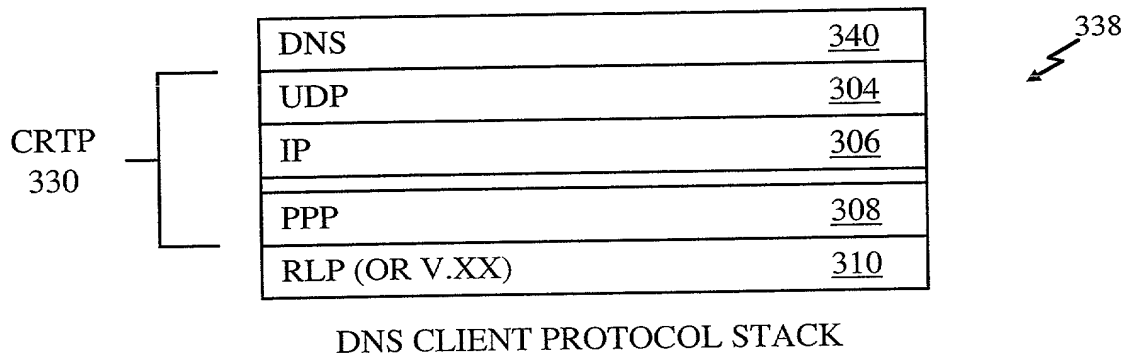 338
DNS 340
UDP 304
CRTP
330
IP 306
PPP 308
RLP (OR V.XX) 310
DNS CLIENT PROTOCOL STACK